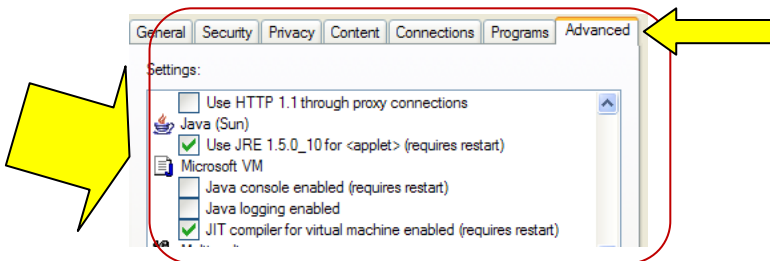 General Security Privacy Content Connections Programs Advanced
Settings:
Use HTTP 1.1 through proxy connections
Java (Sun)
Use JRE 1.5.0_10 for <applet> (requires restart)
Microsoft VM
Java console enabled (requires restart)
Java logging enabled
JIT compiler for virtual machine enabled (requires restart)